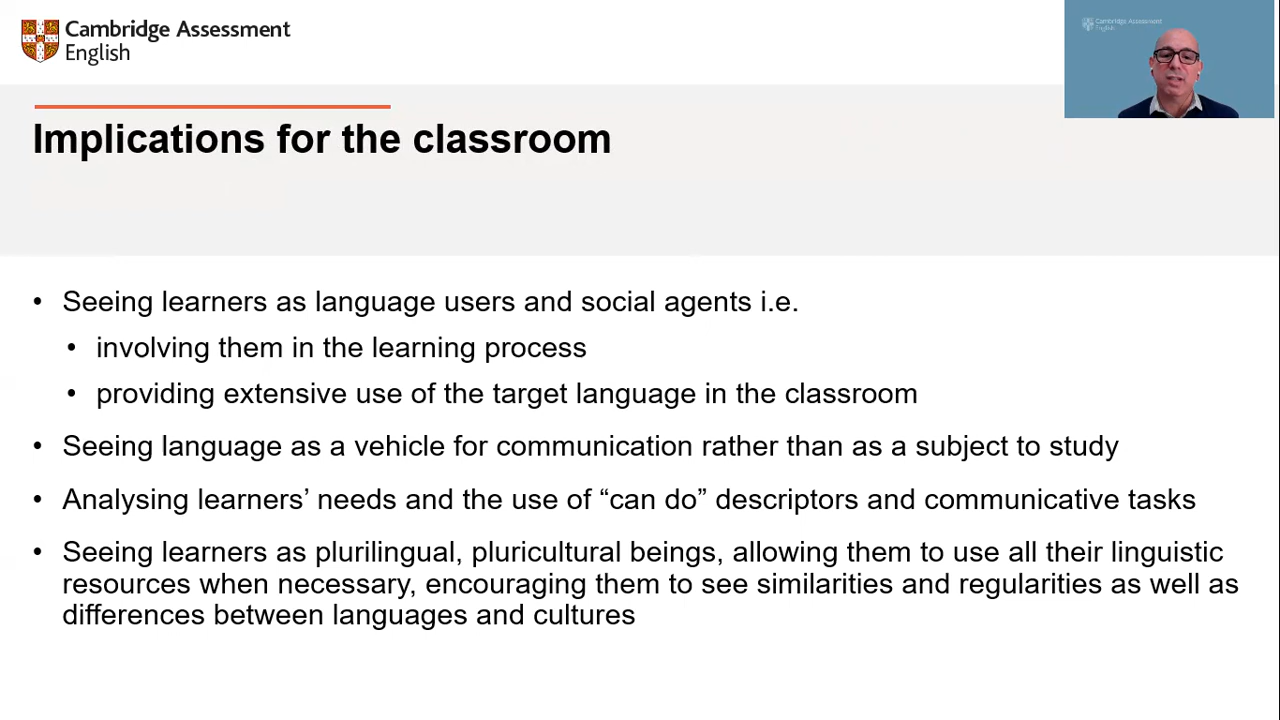 Cambridge Assessment
English
Cambridge Assessment
English
Implications for the classroom
• Seeing learners as language users and social agents i.e.
• involving them in the learning process
• providing extensive use of the target language in the classroom
• Seeing language as a vehicle for communication rather than as a subject to study
• Analysing learners’ needs and the use of “can do” descriptors and communicative tasks
• Seeing learners as plurilingual, pluricultural beings, allowing them to use all their linguistic
resources when necessary, encouraging them to see similarities and regularities as well as
differences between languages and cultures